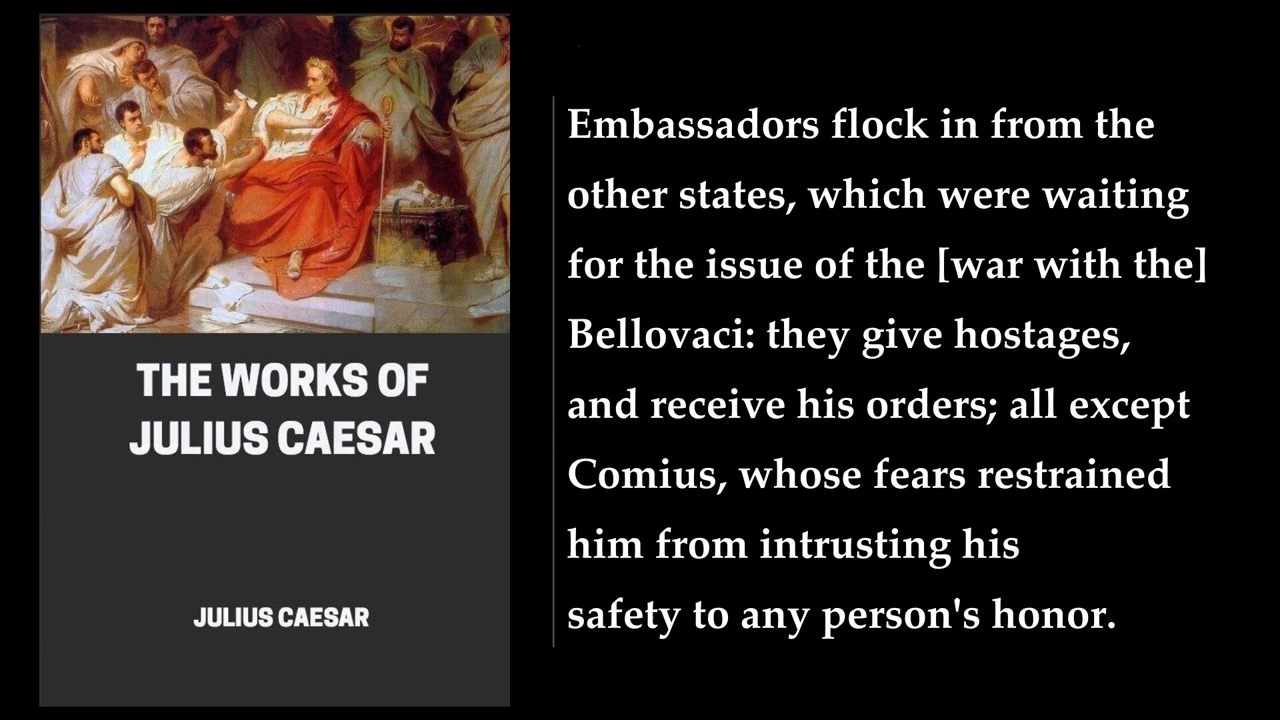 THE WORKS OF
JULIUS CAESAR
JULIUS CAESAR
Embassadors flock in from the
other states, which were waiting
for the issue of the [war with the]
Bellovaci: they give hostages,
and receive his orders; all except
Comius, whose fears restrained
him from intrusting his
safety to any person's honor.